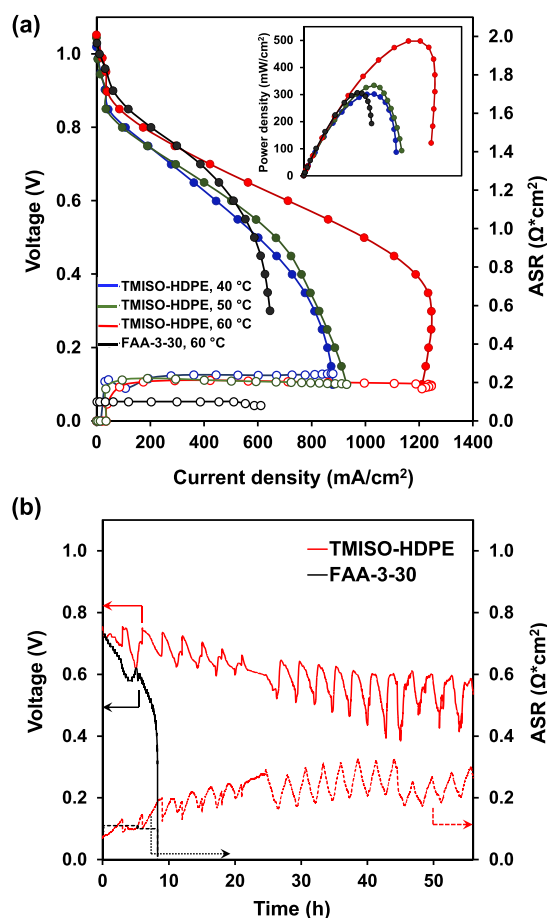 (a)
Voltage (V)
1.0
0.8
0.6
0.4
0.2
0.0
TMISO-HDPE, 40 °C
TMISO-HDPE, 50 °C
TMISO-HDPE, 60 °C
FAA-3-30, 60 °C
Power density (mW/cm²)
500
400
300
200
100
0
2.0
1.8
1.6
1.4
1.2
1.0
0.8
0.6
0.4
0.2
0.0
ASR (Ω*cm²)
0 200 400 600 800 1000 1200 1400
Current density (mA/cm²)
(b)
Voltage (V)
1.0
0.8
0.6
0.4
0.2
0.0
TMISO-HDPE
FAA-3-30
1.0
0.8
0.6
0.4
0.2
0.0
ASR (Ω*cm²)
0 10 20 30 40 50
Time (h)